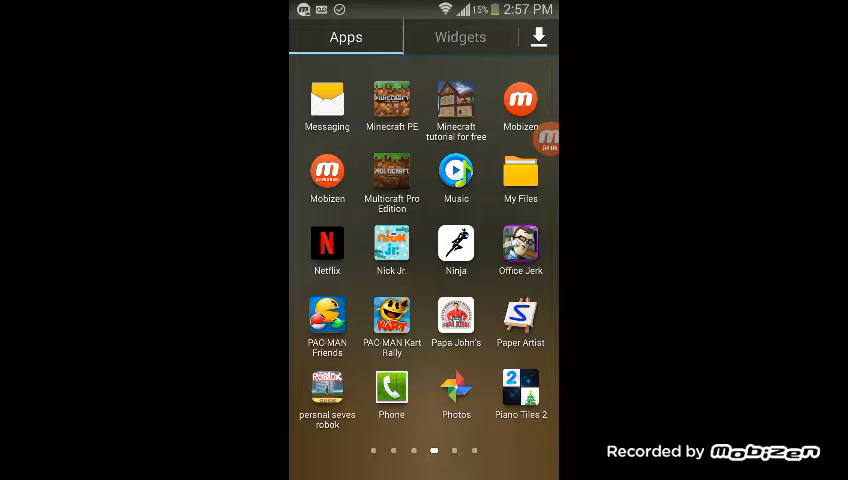 15% 2:57 PM
Apps
Widgets
Messaging
Minecraft PE
Minecraft
tutorial for free
Mobizen
04:06
Mobizen
Multicraft Pro
Edition
Music
My Files
Netflix
Nick Jr.
Ninja
Office Jerk
PAC-MAN
Friends
PAC-MAN Kart
Rally
Papa John's
Paper Artist
persnal seves
robok
Phone
Photos
Piano Tiles 2
Recorded by Mobizen